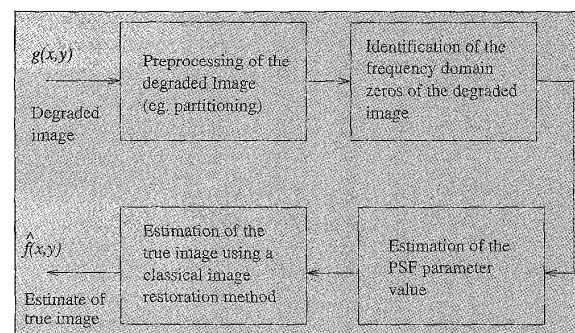 g(x,y)
Degraded
image
Preprocessing of the
degraded Image
(eg. partitioning)
Identification of the
frequency domain
zeros of the degraded
image
Estimation of the
PSF parameter
value
Estimation of the
true image using a
classical image
restoration method
f̂(x,y)
Estimate of
true image